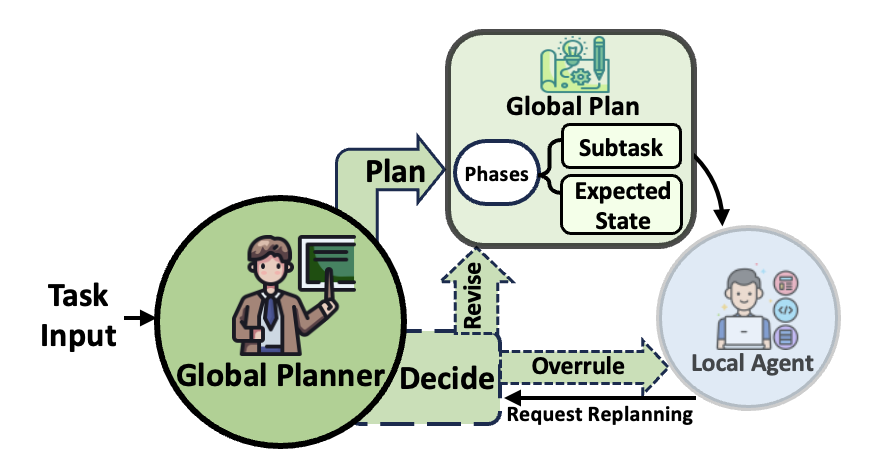 Global Plan
Phases
Subtask
Expected
State
Plan
Task
Input
Global Planner
Decide
Revise
Overrule
Request Replanning
Local Agent